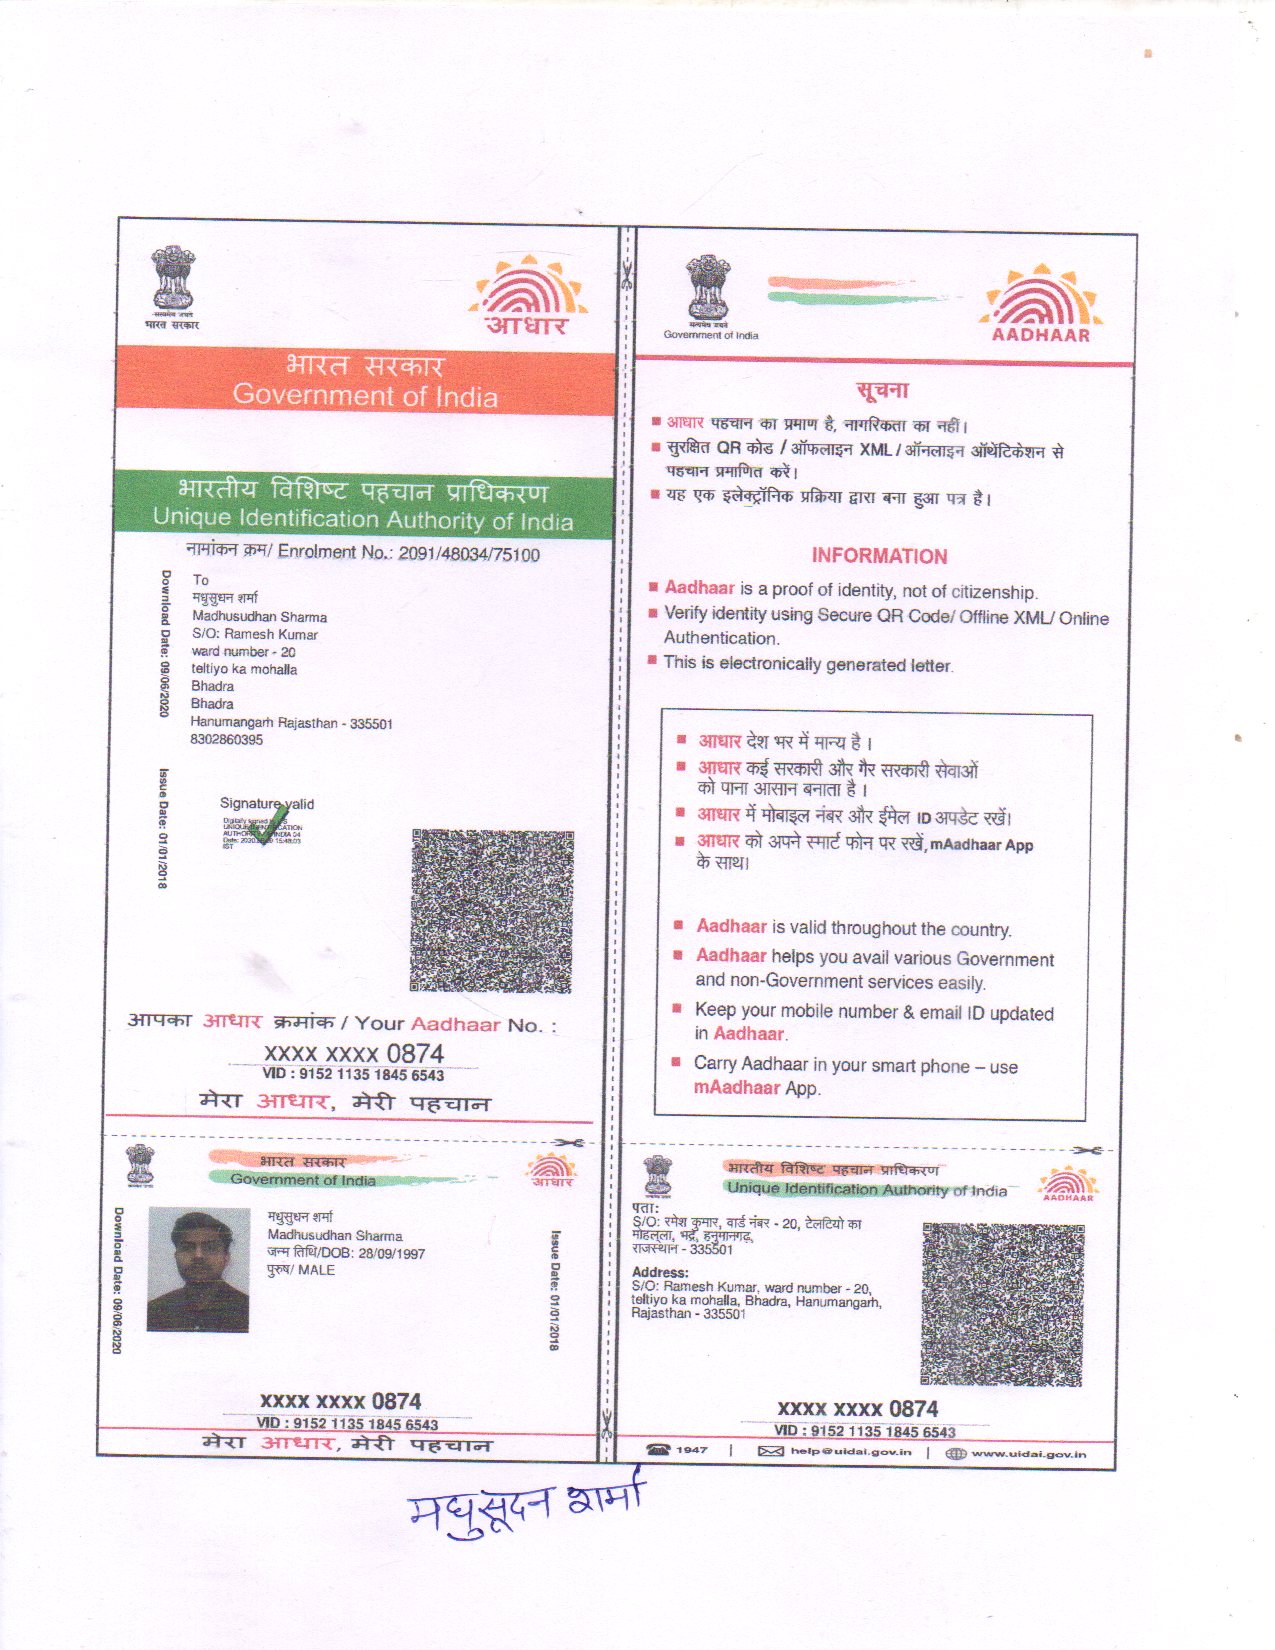 सत्यमेव जयते
भारत सरकार
आधार
भारत सरकार
Government of India
भारतीय विशिष्ट पहचान प्राधिकरण
Unique Identification Authority of India
नामांकन क्रम/ Enrolment No.: 2091/48034/75100
Download Date: 09/06/2020
To
मधुसुधन शर्मा
Madhusudhan Sharma
S/O: Ramesh Kumar
ward number - 20
teltiyo ka mohalla
Bhadra
Bhadra
Hanumangarh Rajasthan - 335501
8302860395
Issue Date: 01/01/2018
Signature valid
Digitally signed by
UNIQUE
AUTHORITY
IST
आपका आधार क्रमांक / Your Aadhaar No. :
XXXX XXXX 0874
VID : 9152 1135 1845 6543
मेरा आधार, मेरी पहचान
सत्यमेव जयते
Government of India
AADHAAR
सूचना
आधार पहचान का प्रमाण है, नागरिकता का नहीं।
सुरक्षित QR कोड / ऑफलाइन XML / ऑनलाइन ऑथेंटिकेशन से
पहचान प्रमाणित करें।
यह एक इलेक्ट्रॉनिक प्रक्रिया द्वारा बना हुआ पत्र है।
INFORMATION
Aadhaar is a proof of identity, not of citizenship.
Verify identity using Secure QR Code/ Offline XML/ Online
Authentication.
This is electronically generated letter.
आधार देश भर में मान्य है ।
आधार कई सरकारी और गैर सरकारी सेवाओं
को पाना आसान बनाता है ।
आधार में मोबाइल नंबर और ईमेल ID अपडेट रखें।
आधार को अपने स्मार्ट फोन पर रखें, mAadhaar App
के साथ।
Aadhaar is valid throughout the country.
Aadhaar helps you avail various Government
and non-Government services easily.
Keep your mobile number & email ID updated
in Aadhaar.
Carry Aadhaar in your smart phone – use
mAadhaar App.
भारत सरकार
Government of India
आधार
Download Date: 09/06/2020
मधुसुधन शर्मा
Madhusudhan Sharma
जन्म तिथि/DOB: 28/09/1997
पुरुष/ MALE
Issue Date: 01/01/2018
XXXX XXXX 0874
VID : 9152 1135 1845 6543
मेरा आधार, मेरी पहचान
भारतीय विशिष्ट पहचान प्राधिकरण
Unique Identification Authority of India
AADHAAR
पता:
S/O: रमेश कुमार, वार्ड नंबर - 20, टेलटियो का
मोहल्ला, भद्रं, हनुमानगढ़,
राजस्थान - 335501
Address:
S/O: Ramesh Kumar, ward number - 20,
teltiyo ka mohalla, Bhadra, Hanumangarh,
Rajasthan - 335501
XXXX XXXX 0874
VID : 9152 1135 1845 6543
1947 | help@uidai.gov.in | www.uidai.gov.in
मधुसूदन शर्मा